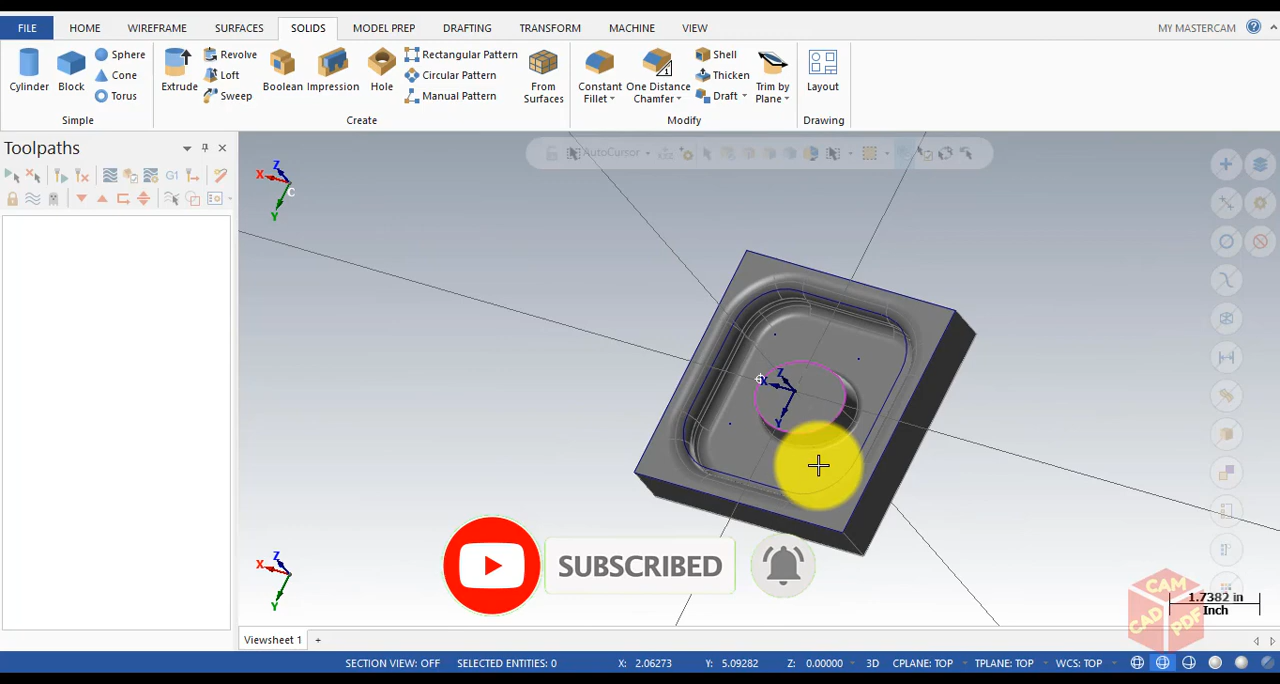 FILE HOME WIREFRAME SURFACES SOLIDS MODEL PREP DRAFTING TRANSFORM MACHINE VIEW MY MASTERCAM
Cylinder Block Sphere Cone Torus
Simple
Extrude Revolve Loft Sweep Boolean Impression Hole Rectangular Pattern Circular Pattern Manual Pattern From Surfaces
Create
Constant Fillet One Distance Chamfer Shell Thicken Draft Trim by Plane
Modify
Layout
Drawing
Toolpaths
AutoCursor
G1
Z
X
C
Y
Z
X
Y
SUBSCRIBED
Z
X
Y
CAM
CAD
PDF
1.7382 in
Inch
Viewsheet 1 +
SECTION VIEW: OFF SELECTED ENTITIES: 0 X: 2.06273 Y: 5.09282 Z: 0.00000 3D CPLANE: TOP TPLANE: TOP WCS: TOP